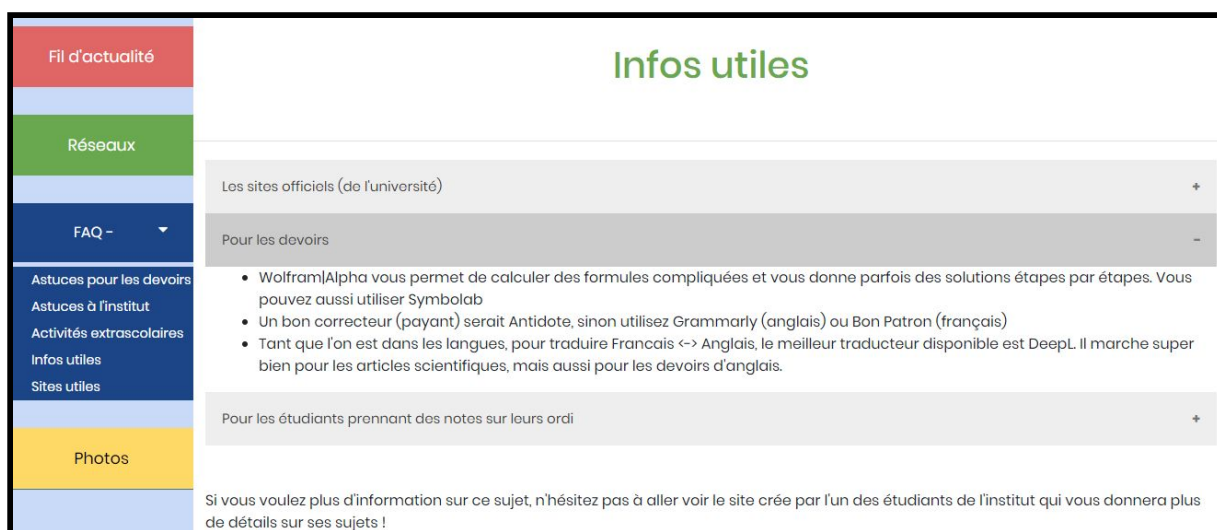 Fil d'actualité
Réseaux
FAQ -
Astuces pour les devoirs
Astuces à l'institut
Activités extrascolaires
Infos utiles
Sites utiles
Photos
Infos utiles
Les sites officiels (de l'université) +
Pour les devoirs -
• Wolfram|Alpha vous permet de calculer des formules compliquées et vous donne parfois des solutions étapes par étapes. Vous
pouvez aussi utiliser Symbolab
• Un bon correcteur (payant) serait Antidote, sinon utilisez Grammarly (anglais) ou Bon Patron (français)
• Tant que l'on est dans les langues, pour traduire Francais <-> Anglais, le meilleur traducteur disponible est DeepL. Il marche super
bien pour les articles scientifiques, mais aussi pour les devoirs d'anglais.
Pour les étudiants prennant des notes sur leurs ordi +
Si vous voulez plus d'information sur ce sujet, n'hésitez pas à aller voir le site crée par l'un des étudiants de l'institut qui vous donnera plus
de détails sur ses sujets !